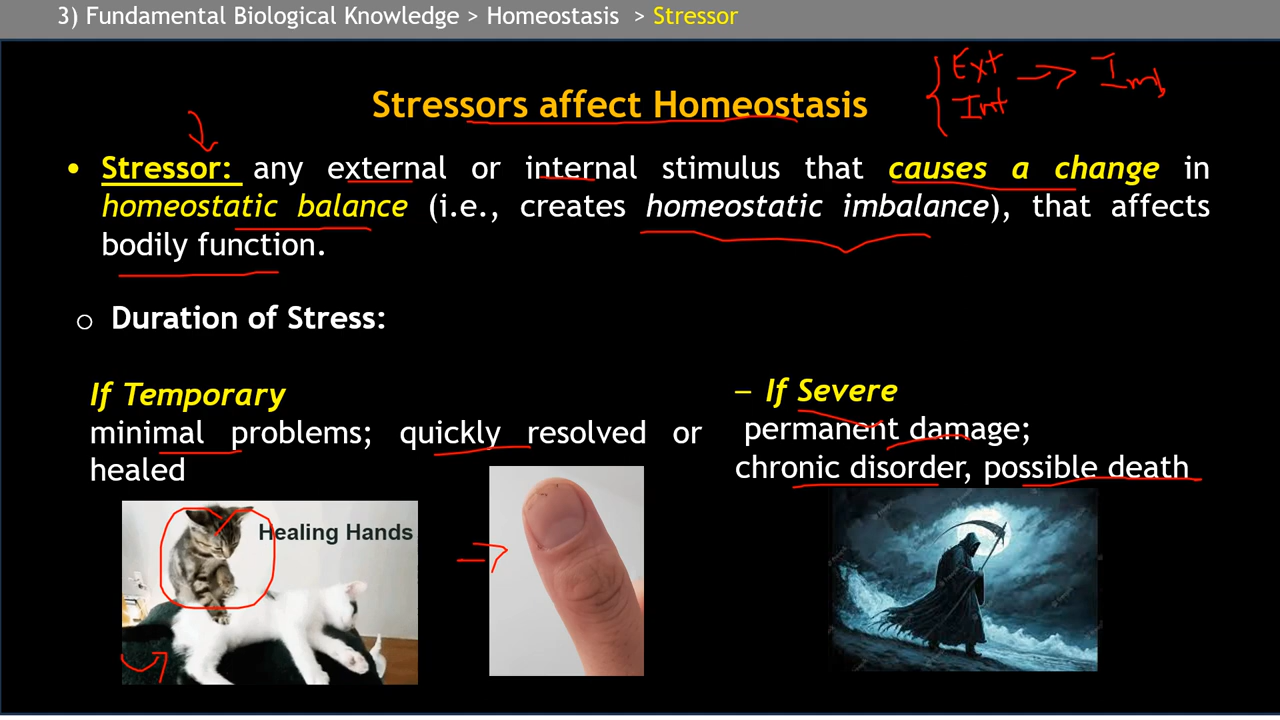 3) Fundamental Biological Knowledge > Homeostasis > Stressor
Ext
Int
Stressors affect Homeostasis
• Stressor: any external or internal stimulus that causes a change in
homeostatic balance (i.e., creates homeostatic imbalance), that affects
bodily function.
o Duration of Stress:
If Temporary
minimal problems; quickly resolved or
healed
– If Severe
permanent damage;
chronic disorder, possible death
Healing Hands